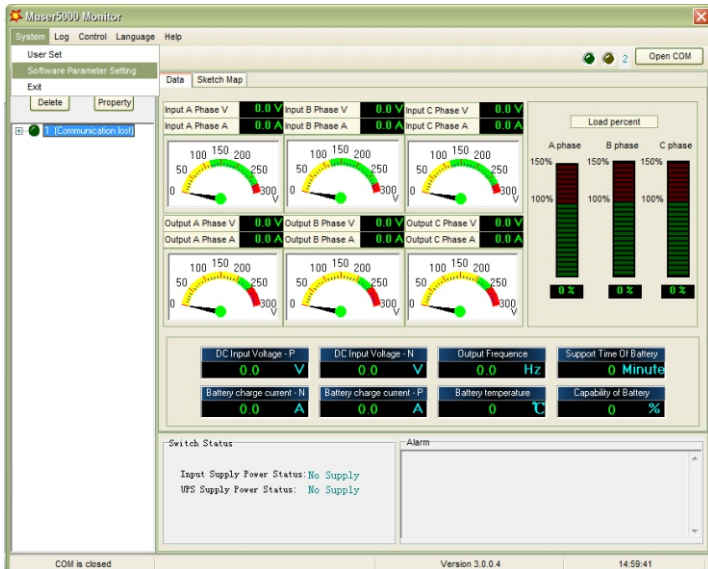 Muser5000 Monitor
System Log Control Language Help
User Set
Software Parameter Setting
Exit
2 Open COM
Delete Property
Data Sketch Map
1 (Communication lost)
Input A Phase V 0.0 V Input B Phase V 0.0 V Input C Phase V 0.0 V
Input A Phase A 0.0 A Input B Phase A 0.0 A Input C Phase A 0.0 A
0 50 100 150 200 250 300 V
0 50 100 150 200 250 300 V
0 50 100 150 200 250 300 V
Output A Phase V 0.0 V Output B Phase V 0.0 V Output C Phase V 0.0 V
Output A Phase A 0.0 A Output B Phase A 0.0 A Output C Phase A 0.0 A
0 50 100 150 200 250 300 V
0 50 100 150 200 250 300 V
0 50 100 150 200 250 300 V
Load percent
A phase B phase C phase
150% 150% 150%
100% 100% 100%
0 % 0 % 0 %
DC Input Voltage - P DC Input Voltage - N Output Frequence Support Time Of Battery
0.0 V 0.0 V 0.0 Hz 0 Minute
Battery charge current - N Battery charge current - P Battery temperature Capability of Battery
0.0 A 0.0 A 0 ℃ 0 %
Switch Status
Input Supply Power Status: No Supply
UPS Supply Power Status: No Supply
Alarm
COM is closed Version 3.0.0.4 14:59:41